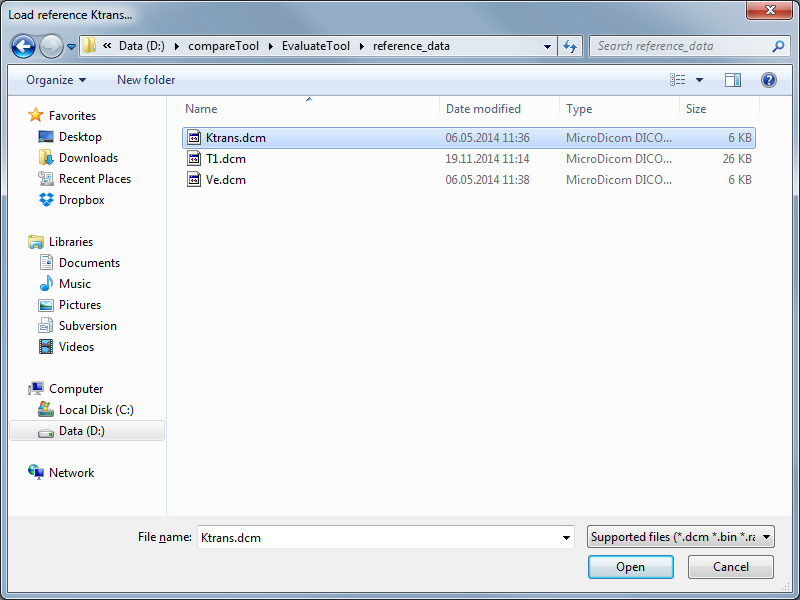 Load reference Ktrans...
« Data (D:) compareTool EvaluateTool reference_data Search reference_data
Organize New folder
Name Date modified Type Size
Ktrans.dcm 06.05.2014 11:36 MicroDicom DICO... 6 KB
T1.dcm 19.11.2014 11:14 MicroDicom DICO... 26 KB
Ve.dcm 06.05.2014 11:38 MicroDicom DICO... 6 KB
Favorites
Desktop
Downloads
Recent Places
Dropbox
Libraries
Documents
Music
Pictures
Subversion
Videos
Computer
Local Disk (C:)
Data (D:)
Network
File name: Ktrans.dcm Supported files (*.dcm *.bin *.ra
Open Cancel